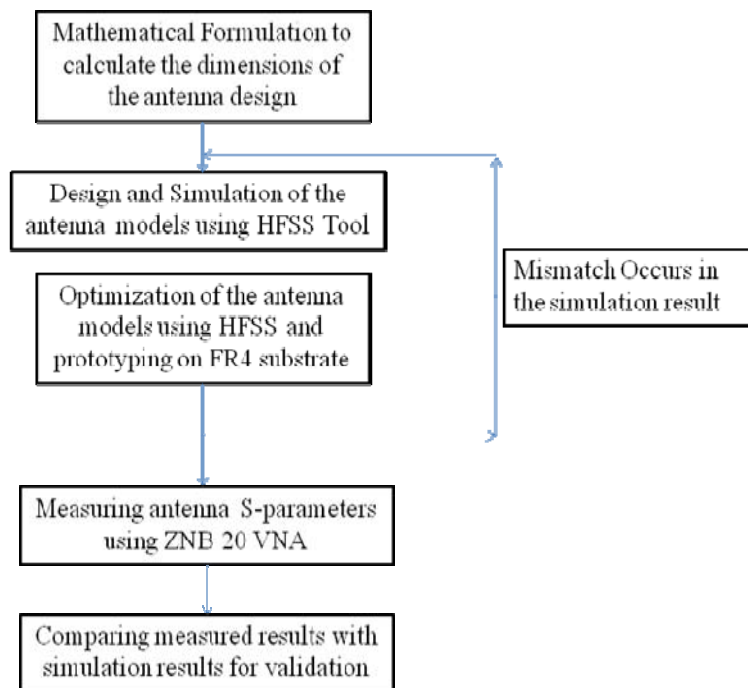 Mathematical Formulation to
calculate the dimensions of
the antenna design
Design and Simulation of the
antenna models using HFSS Tool
Optimization of the antenna
models using HFSS and
prototyping on FR4 substrate
Mismatch Occurs in
the simulation result
Measuring antenna S-parameters
using ZNB 20 VNA
Comparing measured results with
simulation results for validation